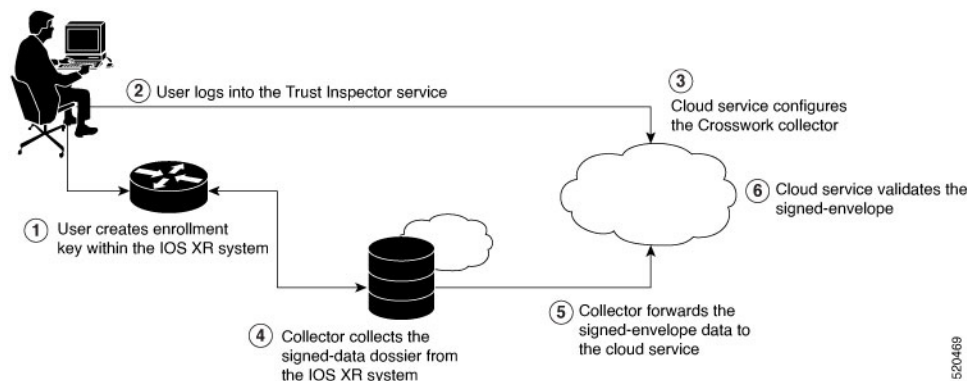 2 User logs into the Trust Inspector service
3
Cloud service configures
the Crosswork collector
6 Cloud service validates the
signed-envelope
1 User creates enrollment
key within the IOS XR system
4 Collector collects the
signed-data dossier from
the IOS XR system
5 Collector forwards the
signed-envelope data to
the cloud service
520469